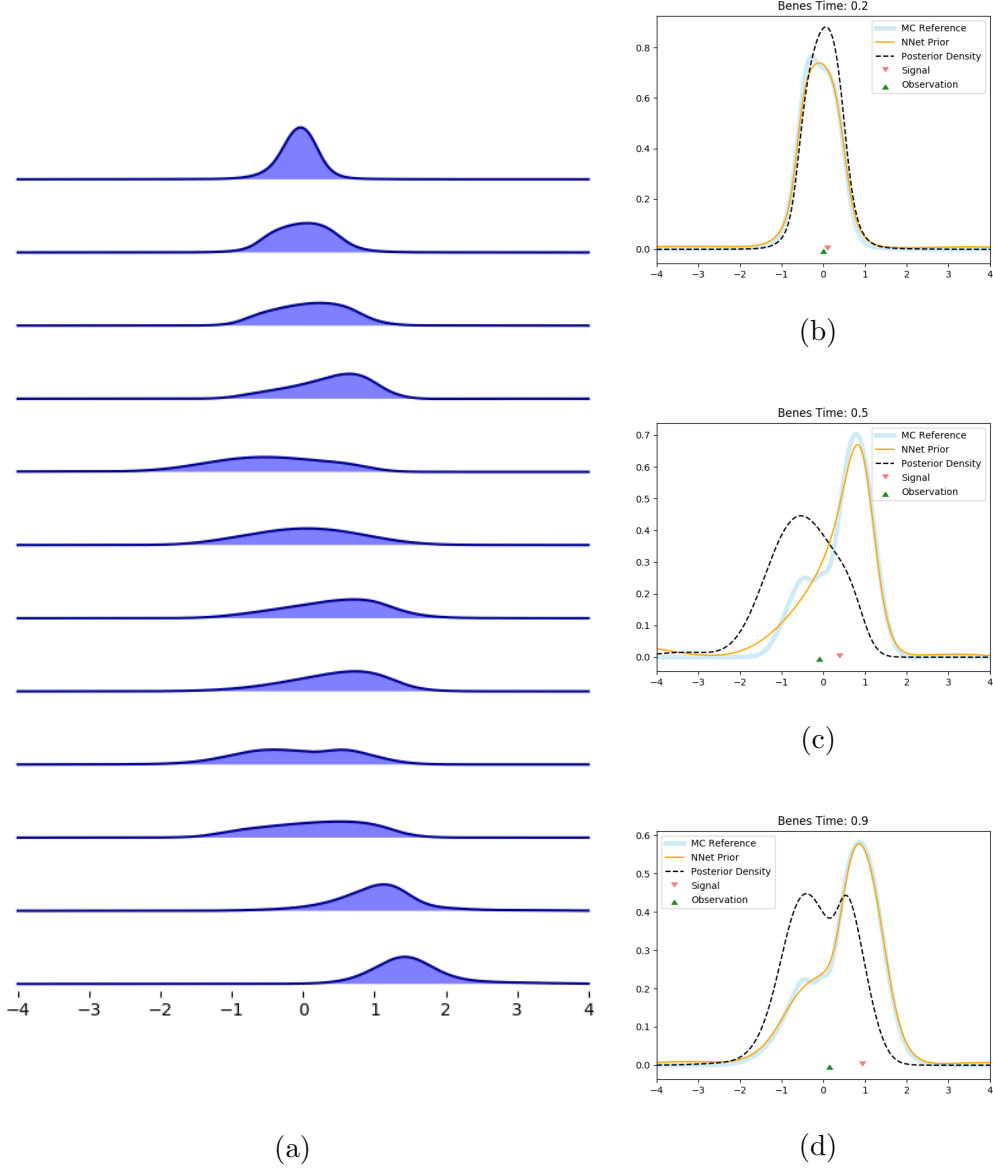 −4 −3 −2 −1 0 1 2 3 4
(a)
Benes Time: 0.2
MC Reference
NNet Prior
Posterior Density
Signal
Observation
0.8
0.6
0.4
0.2
0.0
−4 −3 −2 −1 0 1 2 3 4
(b)
Benes Time: 0.5
MC Reference
NNet Prior
Posterior Density
Signal
Observation
0.7
0.6
0.5
0.4
0.3
0.2
0.1
0.0
−4 −3 −2 −1 0 1 2 3 4
(c)
Benes Time: 0.9
MC Reference
NNet Prior
Posterior Density
Signal
Observation
0.6
0.5
0.4
0.3
0.2
0.1
0.0
−4 −3 −2 −1 0 1 2 3 4
(d)